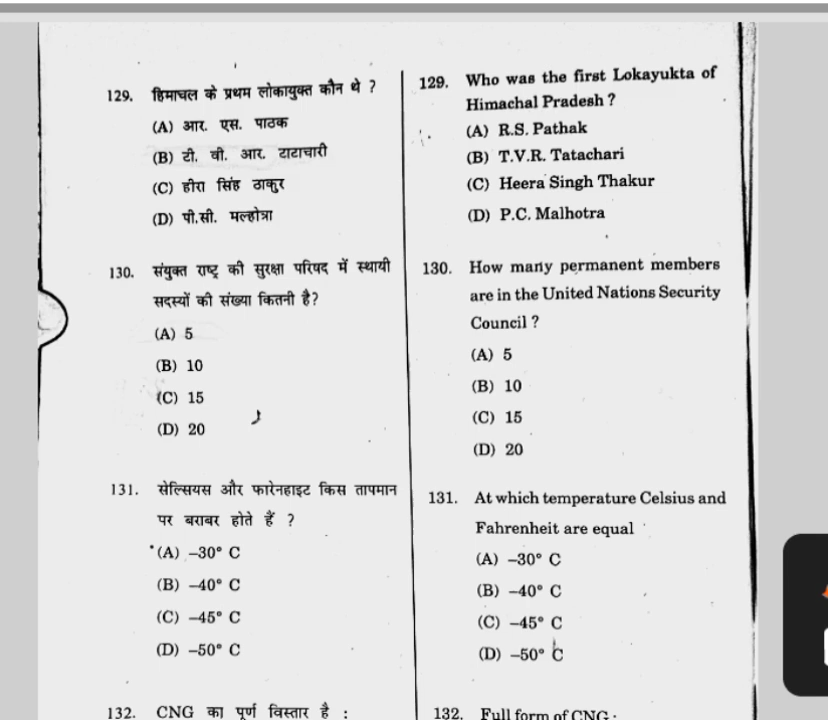 129. हिमाचल के प्रथम लोकायुक्त कौन थे ?
(A) आर. एस. पाठक
(B) टी. वी. आर. टाटाचारी
(C) हीरा सिंह ठाकुर
(D) पी.सी. मल्होत्रा
130. संयुक्त राष्ट्र की सुरक्षा परिषद में स्थायी
सदस्यों की संख्या कितनी है?
(A) 5
(B) 10
(C) 15
(D) 20
131. सेल्सियस और फारेनहाइट किस तापमान
पर बराबर होते हैं ?
(A) –30° C
(B) –40° C
(C) –45° C
(D) –50° C
132. CNG का पूर्ण विस्तार है :
129. Who was the first Lokayukta of
Himachal Pradesh ?
(A) R.S. Pathak
(B) T.V.R. Tatachari
(C) Heera Singh Thakur
(D) P.C. Malhotra
130. How many permanent members
are in the United Nations Security
Council ?
(A) 5
(B) 10
(C) 15
(D) 20
131. At which temperature Celsius and
Fahrenheit are equal
(A) –30° C
(B) –40° C
(C) –45° C
(D) –50° C
132. Full form of CNG :